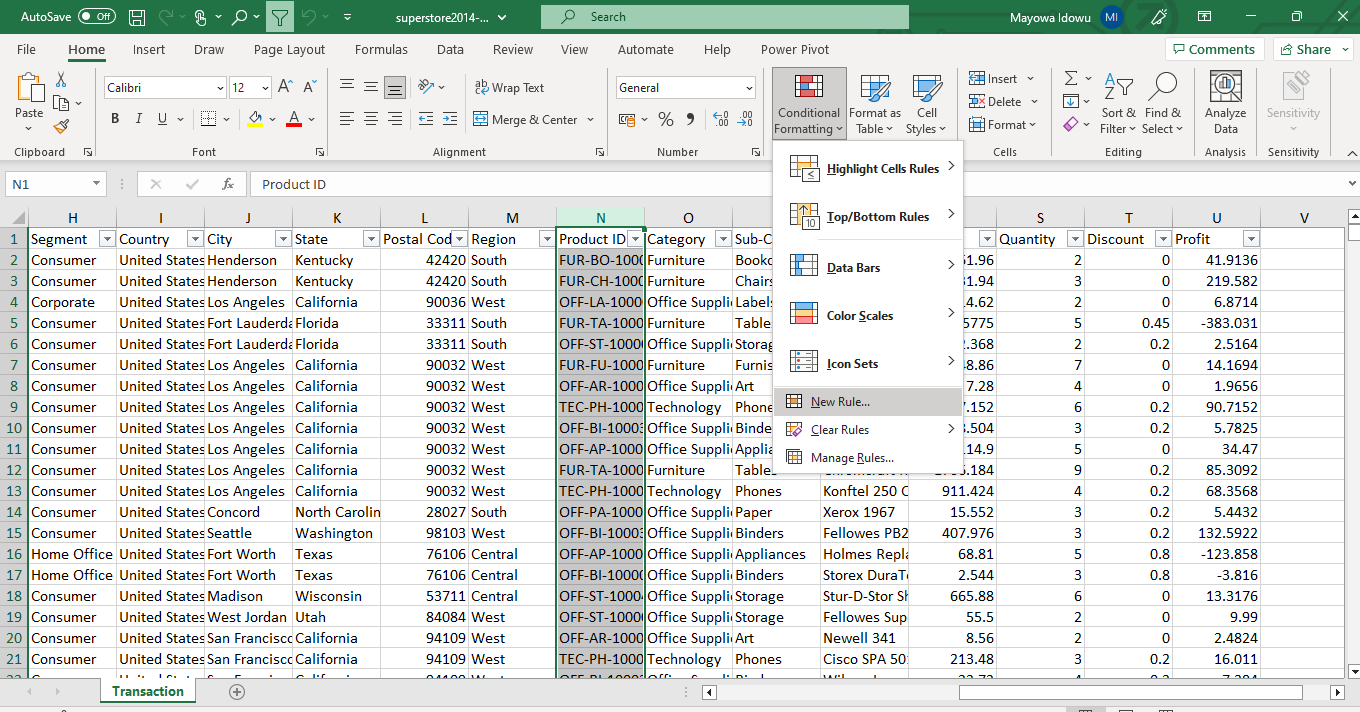 AutoSave Off superstore2014-... Search Mayowa Idowu MI
File Home Insert Draw Page Layout Formulas Data Review View Automate Help Power Pivot Comments Share
Paste
Clipboard
Calibri 12
B I U A
Font
Wrap Text
Merge & Center
Alignment
General
Number
Conditional Formatting
Format as Table
Cell Styles
Insert
Delete
Format
Cells
Sort & Filter
Find & Select
Editing
Analyze Data
Analysis
Sensitivity
Sensitivity
N1 fx Product ID
Highlight Cells Rules
Top/Bottom Rules
Data Bars
Color Scales
Icon Sets
New Rule...
Clear Rules
Manage Rules...
H I J K L M N O S T U V
1 Segment Country City State Postal Cod Region Product ID Category Sub-C Quantity Discount Profit
2 Consumer United States Henderson Kentucky 42420 South FUR-BO-1000 Furniture Bookc 61.96 2 0 41.9136
3 Consumer United States Henderson Kentucky 42420 South FUR-CH-1000 Furniture Chairs 31.94 3 0 219.582
4 Corporate United States Los Angeles California 90036 West OFF-LA-1000 Office Suppli Labels 14.62 2 0 6.8714
5 Consumer United States Fort Lauderda Florida 33311 South FUR-TA-1000 Furniture Table 5775 5 0.45 -383.031
6 Consumer United States Fort Lauderda Florida 33311 South OFF-ST-1000 Office Suppli Storag .368 2 0.2 2.5164
7 Consumer United States Los Angeles California 90032 West FUR-FU-1000 Furniture Furnis 48.86 7 0 14.1694
8 Consumer United States Los Angeles California 90032 West OFF-AR-1000 Office Suppli Art 7.28 4 0 1.9656
9 Consumer United States Los Angeles California 90032 West TEC-PH-1000 Technology Phone .152 6 0.2 90.7152
10 Consumer United States Los Angeles California 90032 West OFF-BI-10003 Office Suppli Binde .504 3 0.2 5.7825
11 Consumer United States Los Angeles California 90032 West OFF-AP-1000 Office Suppli Applia 114.9 5 0 34.47
12 Consumer United States Los Angeles California 90032 West FUR-TA-1000 Furniture Tables .184 9 0.2 85.3092
13 Consumer United States Los Angeles California 90032 West TEC-PH-1000 Technology Phones Konftel 250 C 911.424 4 0.2 68.3568
14 Consumer United States Concord North Carolin 28027 South OFF-PA-1000 Office Suppli Paper Xerox 1967 15.552 3 0.2 5.4432
15 Consumer United States Seattle Washington 98103 West OFF-BI-10003 Office Suppli Binders Fellowes PB2 407.976 3 0.2 132.5922
16 Home Office United States Fort Worth Texas 76106 Central OFF-AP-1000 Office Suppli Appliances Holmes Repla 68.81 5 0.8 -123.858
17 Home Office United States Fort Worth Texas 76106 Central OFF-BI-10000 Office Suppli Binders Storex DuraT 2.544 3 0.8 -3.816
18 Consumer United States Madison Wisconsin 53711 Central OFF-ST-1000 Office Suppli Storage Stur-D-Stor Sh 665.88 6 0 13.3176
19 Consumer United States West Jordan Utah 84084 West OFF-ST-1000 Office Suppli Storage Fellowes Sup 55.5 2 0 9.99
20 Consumer United States San Francisco California 94109 West OFF-AR-1000 Office Suppli Art Newell 341 8.56 2 0 2.4824
21 Consumer United States San Francisco California 94109 West TEC-PH-1000 Technology Phones Cisco SPA 50 213.48 3 0.2 16.011
Transaction